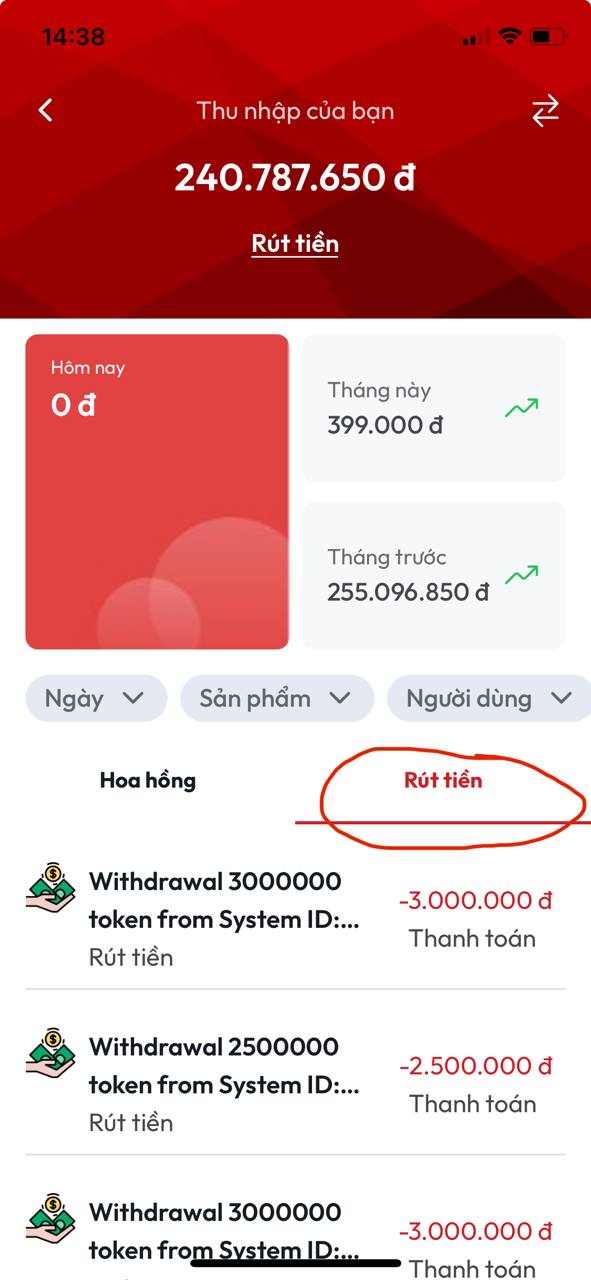 14:38
Thu nhập của bạn
240.787.650 đ
Rút tiền
Hôm nay
0 đ
Tháng này
399.000 đ
Tháng trước
255.096.850 đ
Ngày
Sản phẩm
Người dùng
Hoa hồng
Rút tiền
Withdrawal 3000000
token from System ID:...
Rút tiền
-3.000.000 đ
Thanh toán
Withdrawal 2500000
token from System ID:...
Rút tiền
-2.500.000 đ
Thanh toán
Withdrawal 3000000
token from System ID:...
-3.000.000 đ
Thanh toán